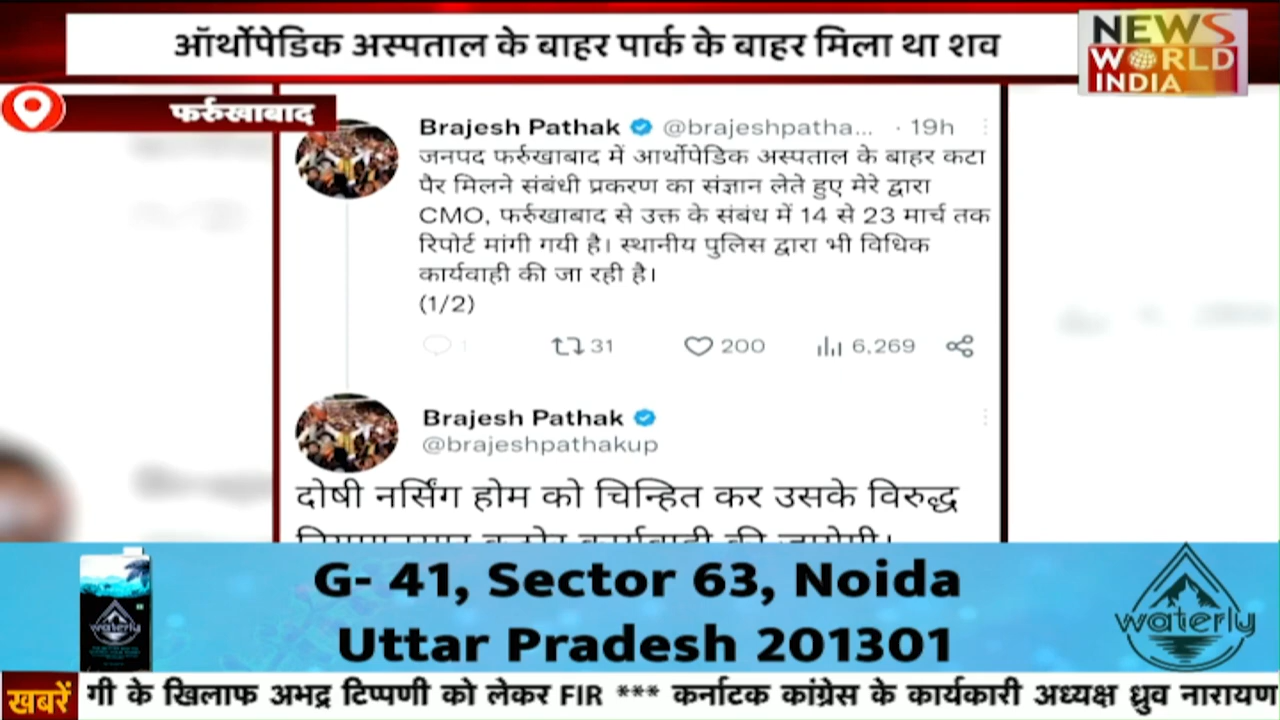 ऑर्थोपेडिक अस्पताल के बाहर पार्क के बाहर मिला था शव
NEWS
WORLD
INDIA
फर्रुखाबाद
Brajesh Pathak @brajeshpatha... · 19h
जनपद फर्रुखाबाद में आर्थोपेडिक अस्पताल के बाहर कटा
पैर मिलने संबंधी प्रकरण का संज्ञान लेते हुए मेरे द्वारा
CMO, फर्रुखाबाद से उक्त के संबंध में 14 से 23 मार्च तक
रिपोर्ट मांगी गयी है। स्थानीय पुलिस द्वारा भी विधिक
कार्यवाही की जा रही है।
(1/2)
1 31 200 6,269
Brajesh Pathak
@brajeshpathakup
दोषी नर्सिंग होम को चिन्हित कर उसके विरुद्ध
G- 41, Sector 63, Noida
Uttar Pradesh 201301
waterly
waterly
खबरें गी के खिलाफ अभद्र टिप्पणी को लेकर FIR *** कर्नाटक कांग्रेस के कार्यकारी अध्यक्ष ध्रुव नारायण